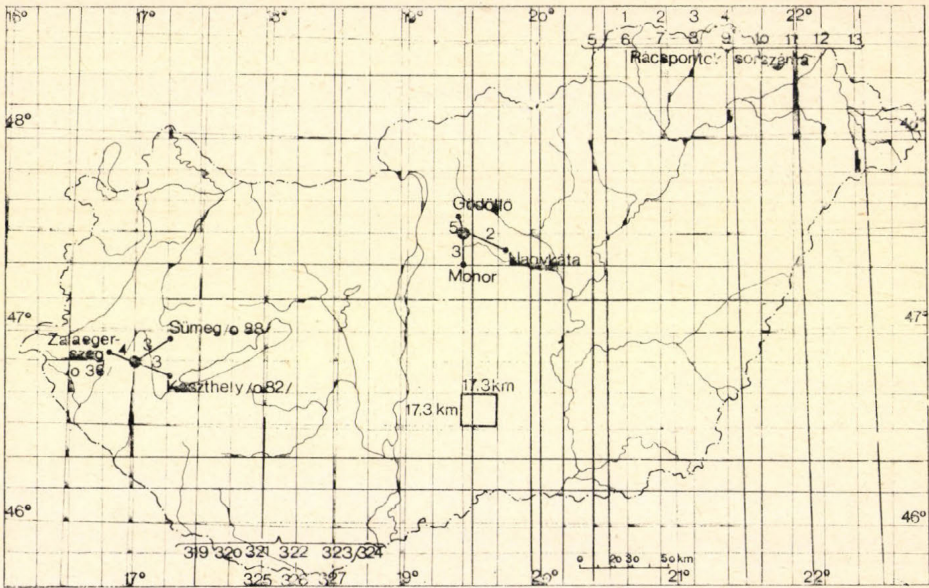 16° 17° 18° 19° 20° 1 2 3 4 22°
5 6 7 8 9 10 11 12 13
Rácspontok sorszáma
48°
Gödöllő
5 2
3 Nagykáta
Monor
47° 47°
Sümeg /o 98/
Zalaeger-
szeg 4 3
/o 36/ 3
Keszthely /o 82/
17.3 km
17.3 km
46° 46°
319 320 321 322 323 324
325 326 327
0 20 30 50 km
17° 19° 20° 21° 22°